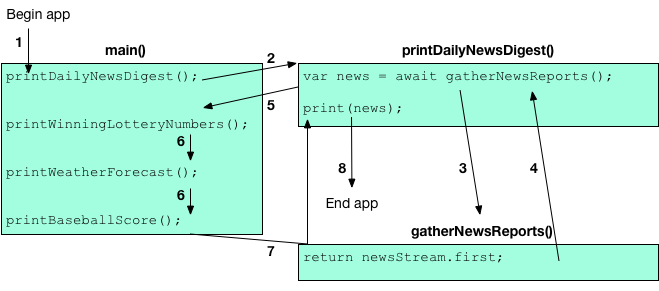 Begin app
1
main()
printDailyNewsDigest();
printWinningLotteryNumbers();
6
printWeatherForecast();
6
printBaseballScore();
2
5
7
printDailyNewsDigest()
var news = await gatherNewsReports();
print(news);
8
3
4
End app
gatherNewsReports()
return newsStream.first;